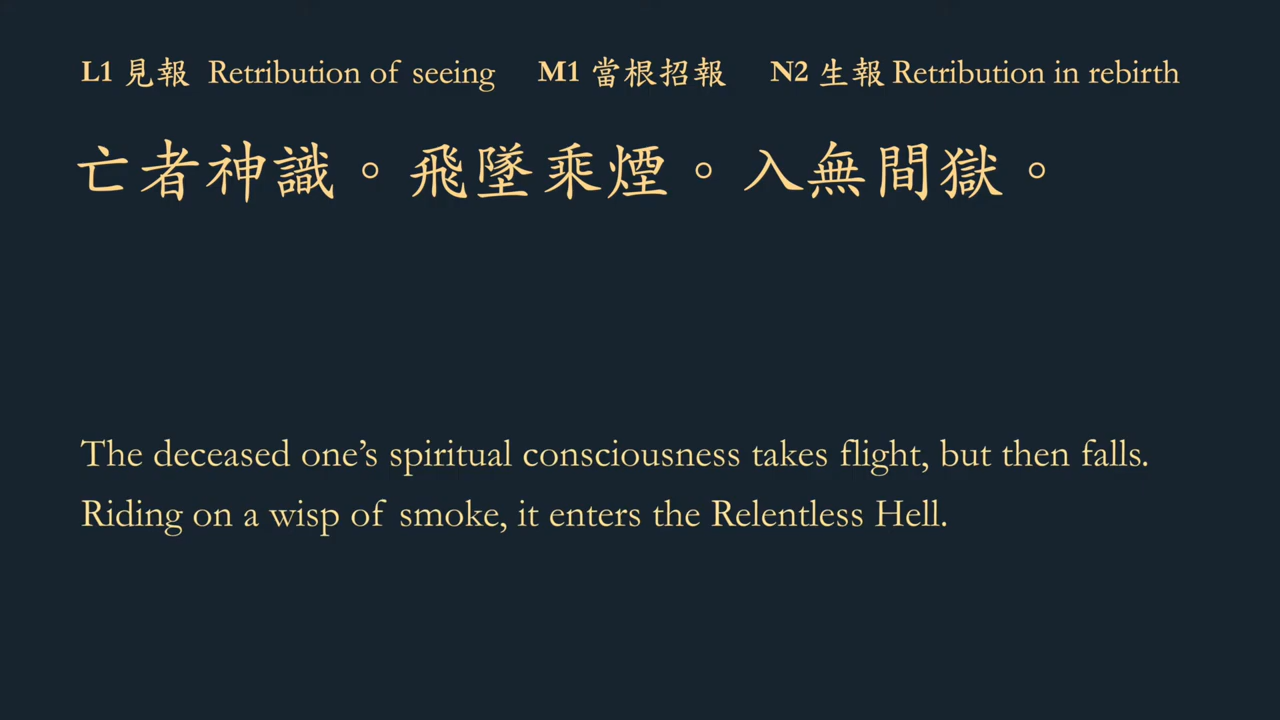 L1 見報 Retribution of seeing M1 當根招報 N2 生報 Retribution in rebirth
亡者神識。飛墜乘煙。入無間獄。
The deceased one’s spiritual consciousness takes flight, but then falls.
Riding on a wisp of smoke, it enters the Relentless Hell.